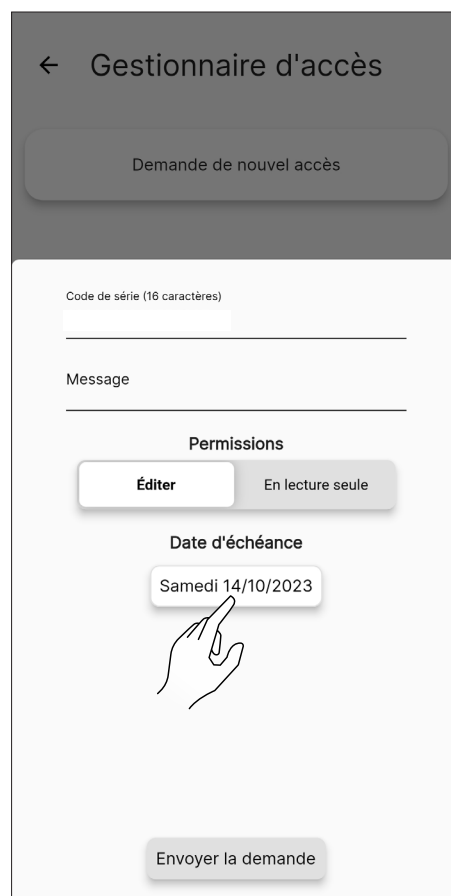 Gestionnaire d'accès
Demande de nouvel accès
Code de série (16 caractères)
Message
Permissions
Éditer En lecture seule
Date d'échéance
Samedi 14/10/2023
Envoyer la demande